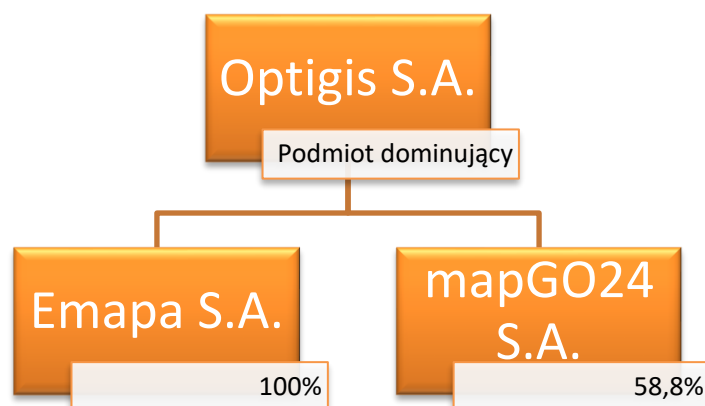 Optigis S.A.
Podmiot dominujący
Emapa S.A.
100%
mapGO24
S.A.
58,8%